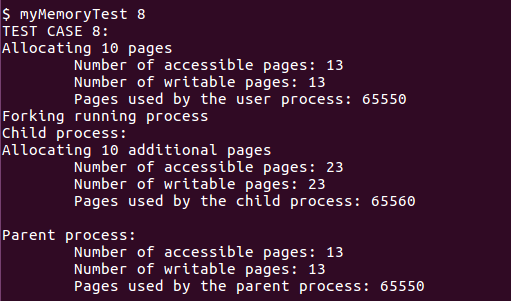 $ myMemoryTest 8
TEST CASE 8:
Allocating 10 pages
Number of accessible pages: 13
Number of writable pages: 13
Pages used by the user process: 65550
Forking running process
Child process:
Allocating 10 additional pages
Number of accessible pages: 23
Number of writable pages: 23
Pages used by the child process: 65560
Parent process:
Number of accessible pages: 13
Number of writable pages: 13
Pages used by the parent process: 65550